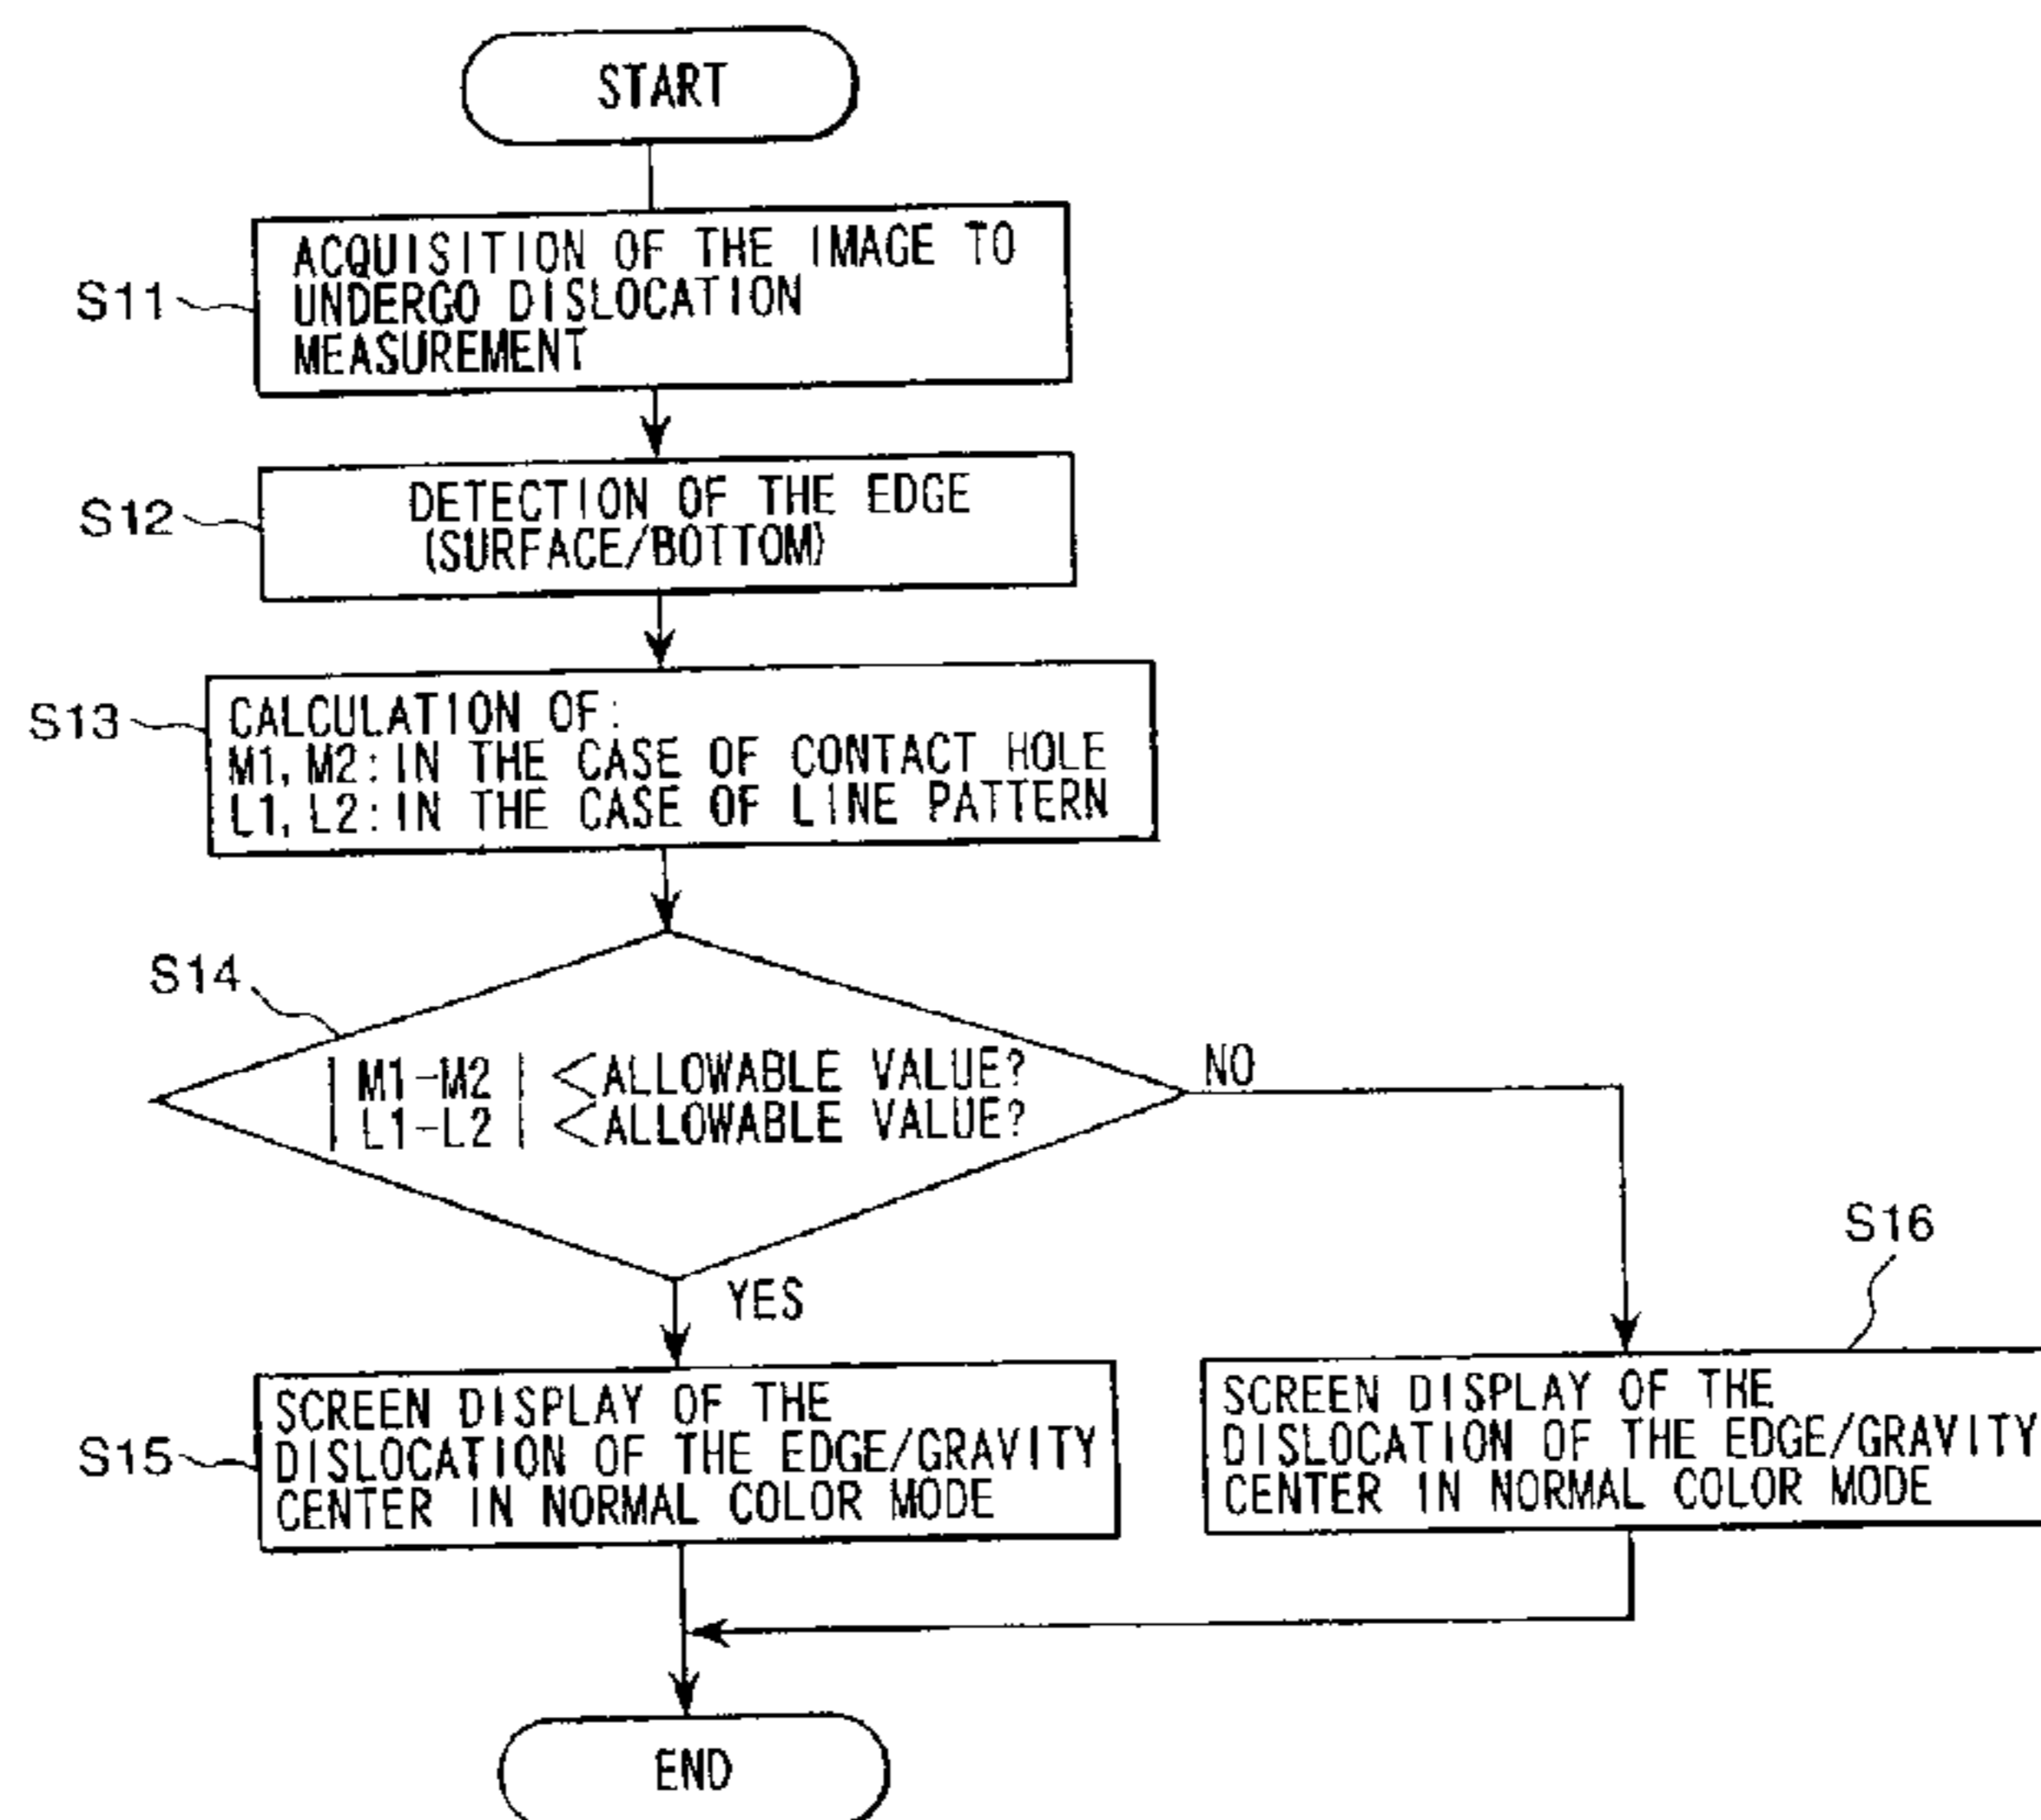 START
S11
ACQUISITION OF THE IMAGE TO
UNDERGO DISLOCATION
MEASUREMENT
S12
DETECTION OF THE EDGE
(SURFACE/BOTTOM)
S13
CALCULATION OF:
M1, M2: IN THE CASE OF CONTACT HOLE
L1, L2: IN THE CASE OF LINE PATTERN
S14
| M1-M2 | <ALLOWABLE VALUE?
| L1-L2 | <ALLOWABLE VALUE?
NO
YES
S15
SCREEN DISPLAY OF THE
DISLOCATION OF THE EDGE/GRAVITY
CENTER IN NORMAL COLOR MODE
S16
SCREEN DISPLAY OF THE
DISLOCATION OF THE EDGE/GRAVITY
CENTER IN NORMAL COLOR MODE
END